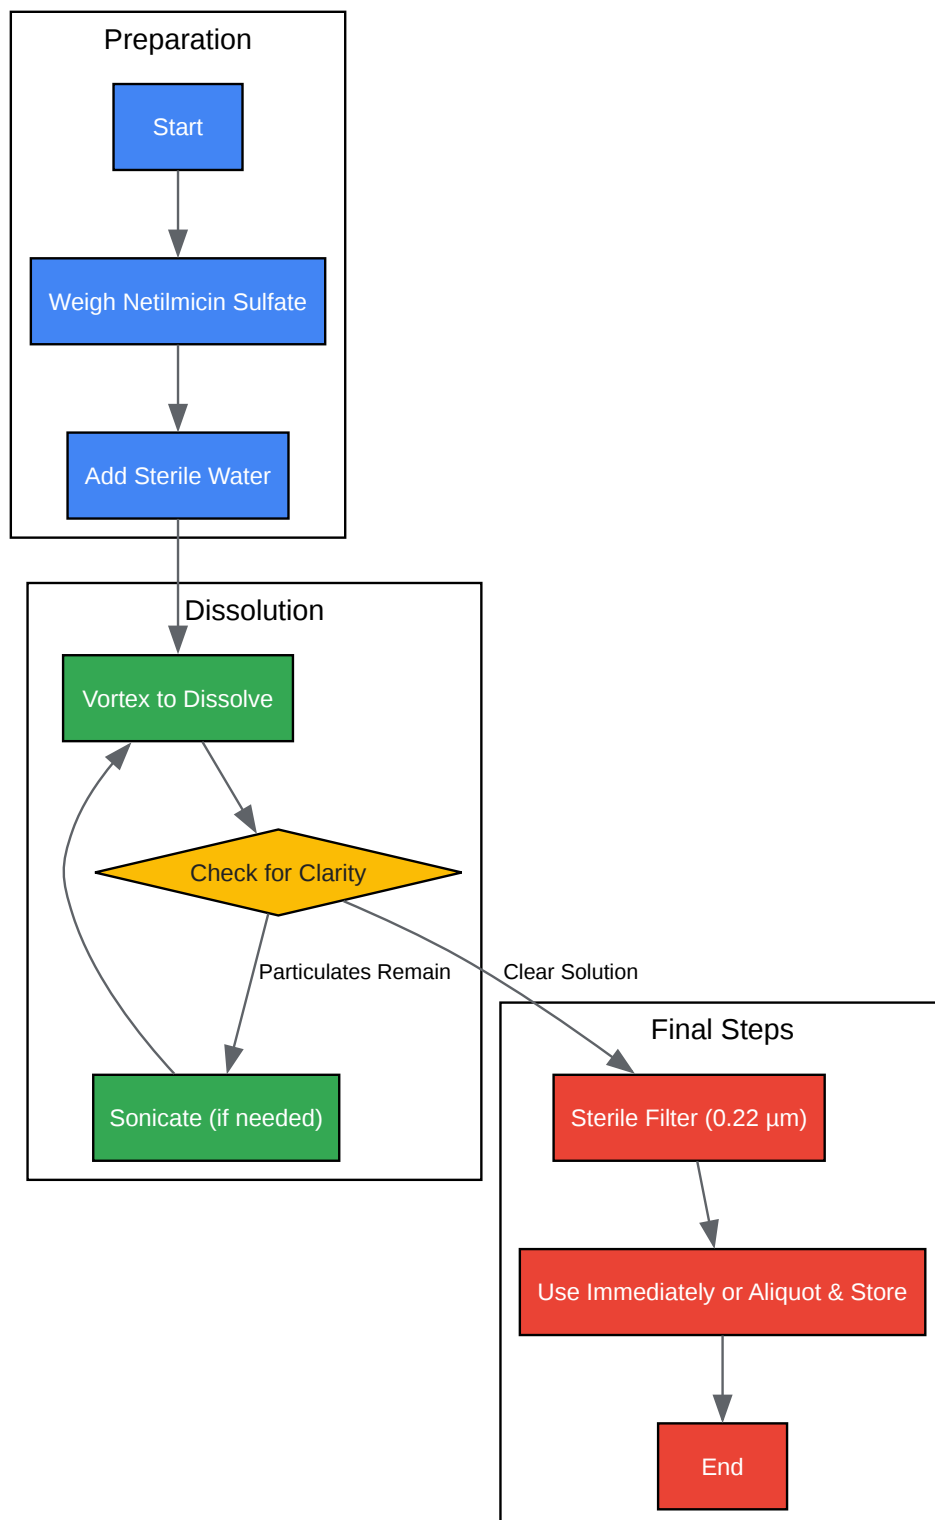 Preparation
Start
Weigh Netilmicin Sulfate
Add Sterile Water
Dissolution
Vortex to Dissolve
Check for Clarity
Particulates Remain
Clear Solution
Sonicate (if needed)
Final Steps
Sterile Filter (0.22 µm)
Use Immediately or Aliquot & Store
End